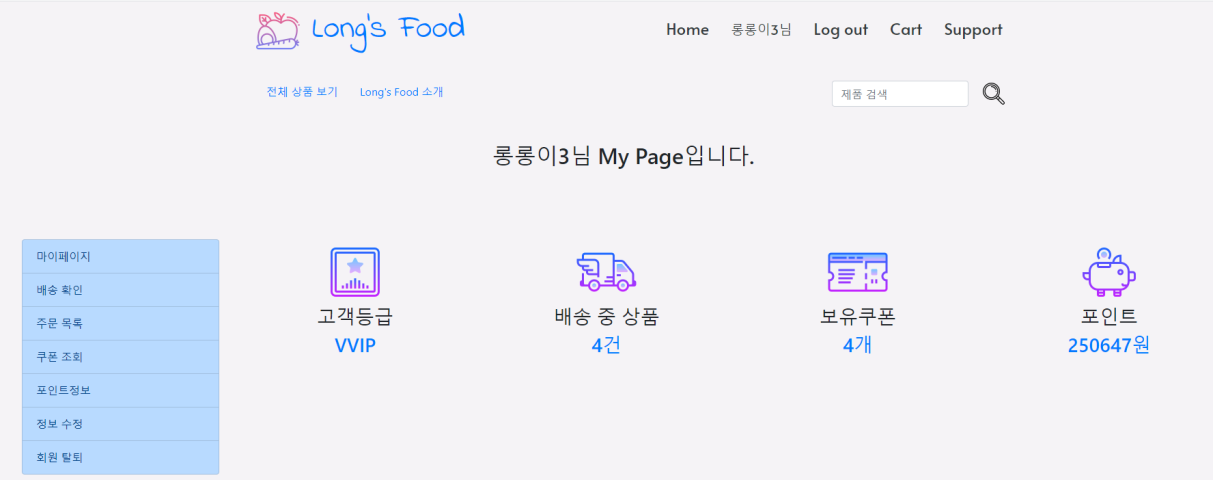 Long's Food
Home 롱롱이3님 Log out Cart Support
전체 상품 보기 Long's Food 소개
제품 검색
롱롱이3님 My Page입니다.
마이페이지
배송 확인
주문 목록
쿠폰 조회
포인트정보
정보 수정
회원 탈퇴
고객등급 배송 중 상품 보유쿠폰 포인트
VVIP 4건 4개 250647원